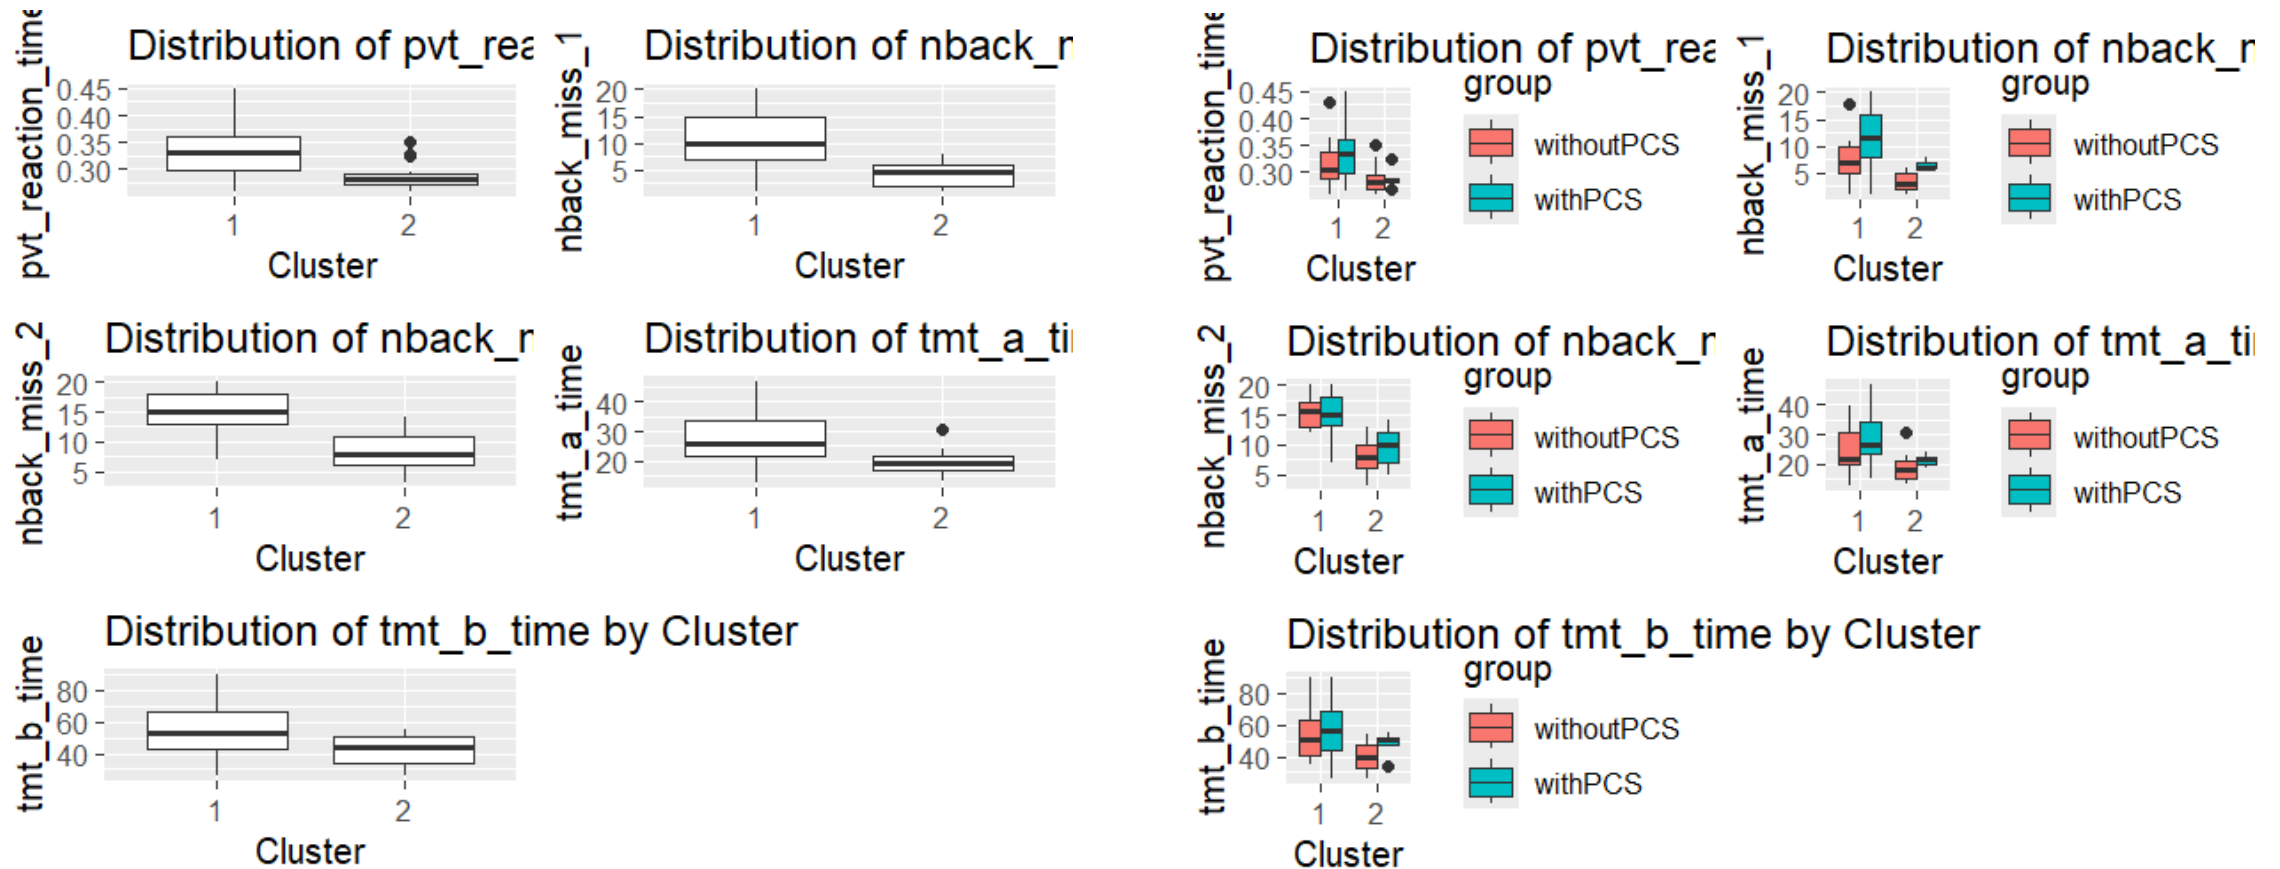 Distribution of pvt_rea
pvt_reaction_time
0.45
0.40
0.35
0.30
1 2
Cluster
Distribution of nback_n
nback_miss_1
20
15
10
5
1 2
Cluster
Distribution of nback_n
nback_miss_2
20
15
10
5
1 2
Cluster
Distribution of tmt_a_ti
tmt_a_time
40
30
20
1 2
Cluster
Distribution of tmt_b_time by Cluster
tmt_b_time
80
60
40
1 2
Cluster
Distribution of pvt_rea
pvt_reaction_time
0.45
0.40
0.35
0.30
1 2
Cluster
group
withoutPCS
withPCS
Distribution of nback_n
nback_miss_1
20
15
10
5
1 2
Cluster
group
withoutPCS
withPCS
Distribution of nback_n
nback_miss_2
20
15
10
5
1 2
Cluster
group
withoutPCS
withPCS
Distribution of tmt_a_ti
tmt_a_time
40
30
20
1 2
Cluster
group
withoutPCS
withPCS
Distribution of tmt_b_time by Cluster
tmt_b_time
80
60
40
1 2
Cluster
group
withoutPCS
withPCS